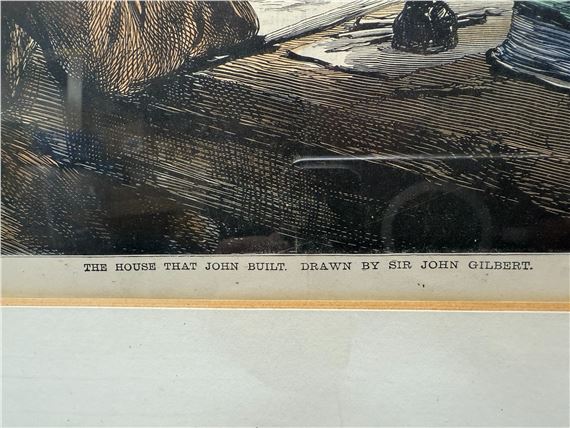 THE HOUSE THAT JOHN BUILT. DRAWN BY SIR JOHN GILBERT.